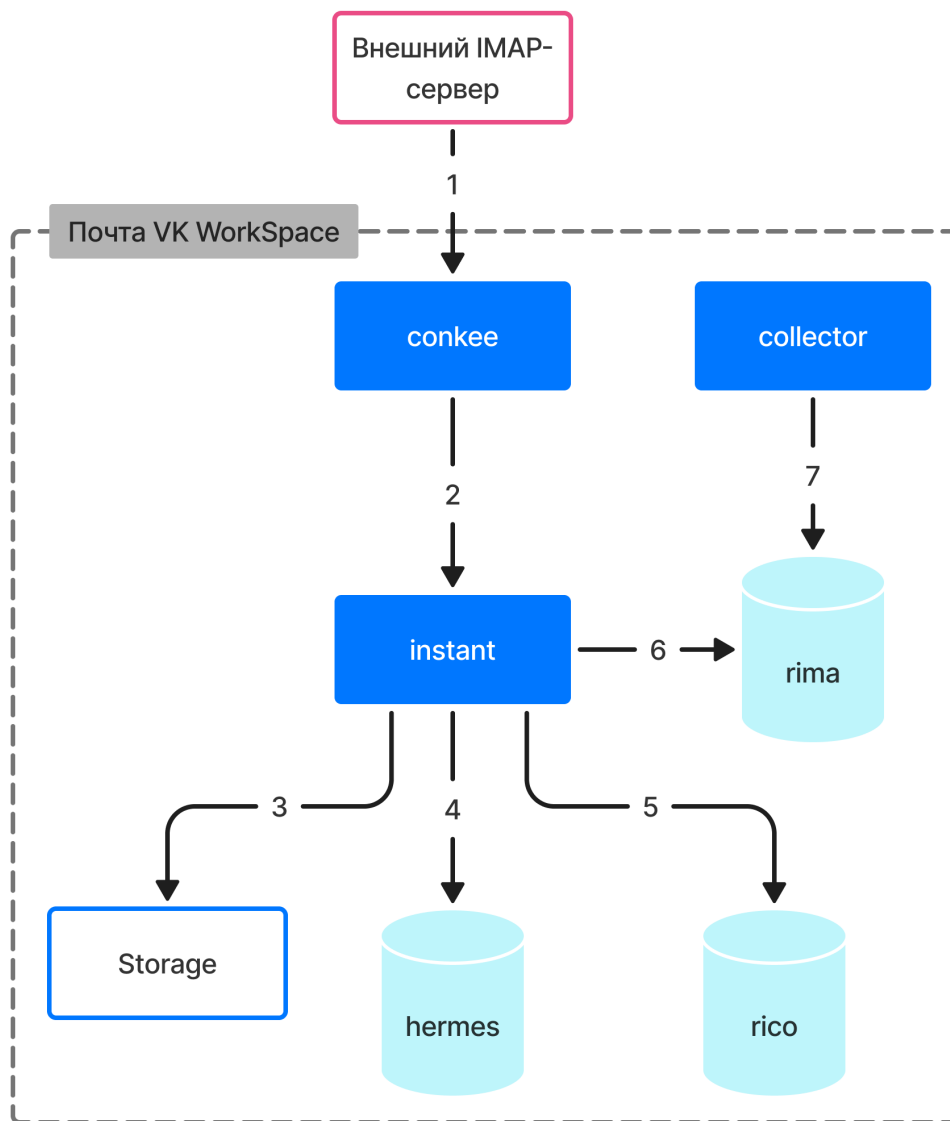 Внешний IMAP-
сервер
1
Почта VK WorkSpace
conkee
collector
7
2
instant
6
rima
3
4
5
Storage
hermes
rico